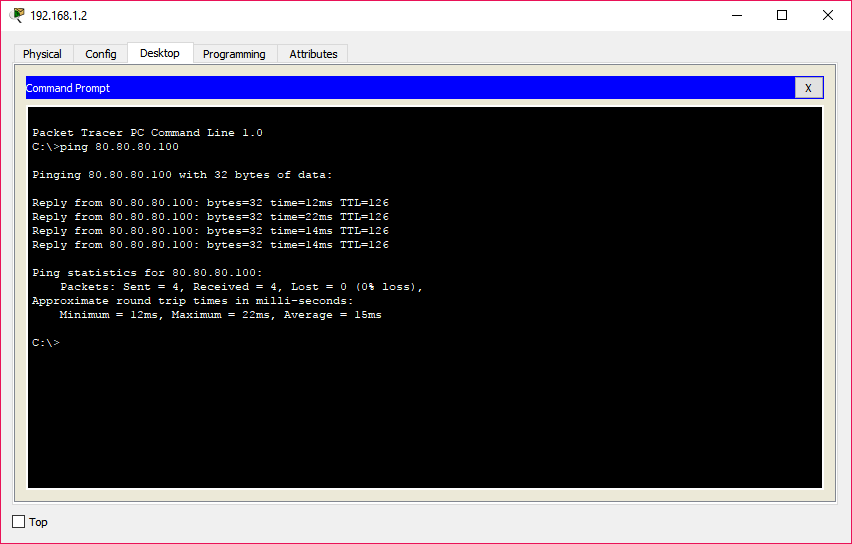 192.168.1.2
Physical Config Desktop Programming Attributes
Command Prompt X
Packet Tracer PC Command Line 1.0
C:\>ping 80.80.80.100
Pinging 80.80.80.100 with 32 bytes of data:
Reply from 80.80.80.100: bytes=32 time=12ms TTL=126
Reply from 80.80.80.100: bytes=32 time=22ms TTL=126
Reply from 80.80.80.100: bytes=32 time=14ms TTL=126
Reply from 80.80.80.100: bytes=32 time=14ms TTL=126
Ping statistics for 80.80.80.100:
Packets: Sent = 4, Received = 4, Lost = 0 (0% loss),
Approximate round trip times in milli-seconds:
Minimum = 12ms, Maximum = 22ms, Average = 15ms
C:\>
Top